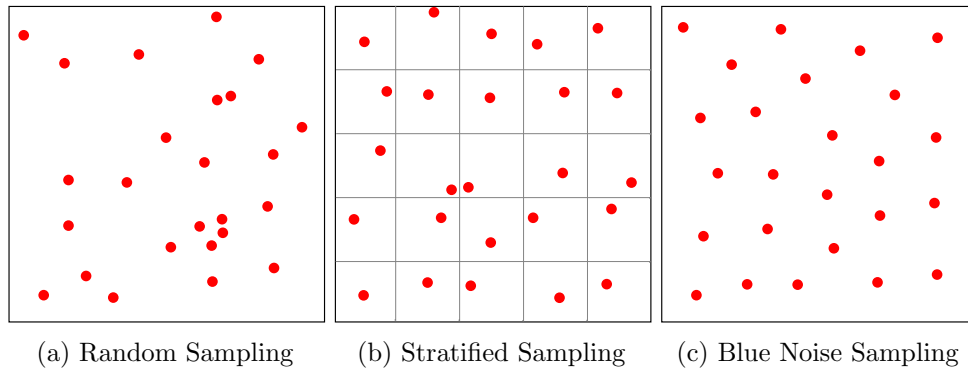 (a) Random Sampling
(b) Stratified Sampling
(c) Blue Noise Sampling